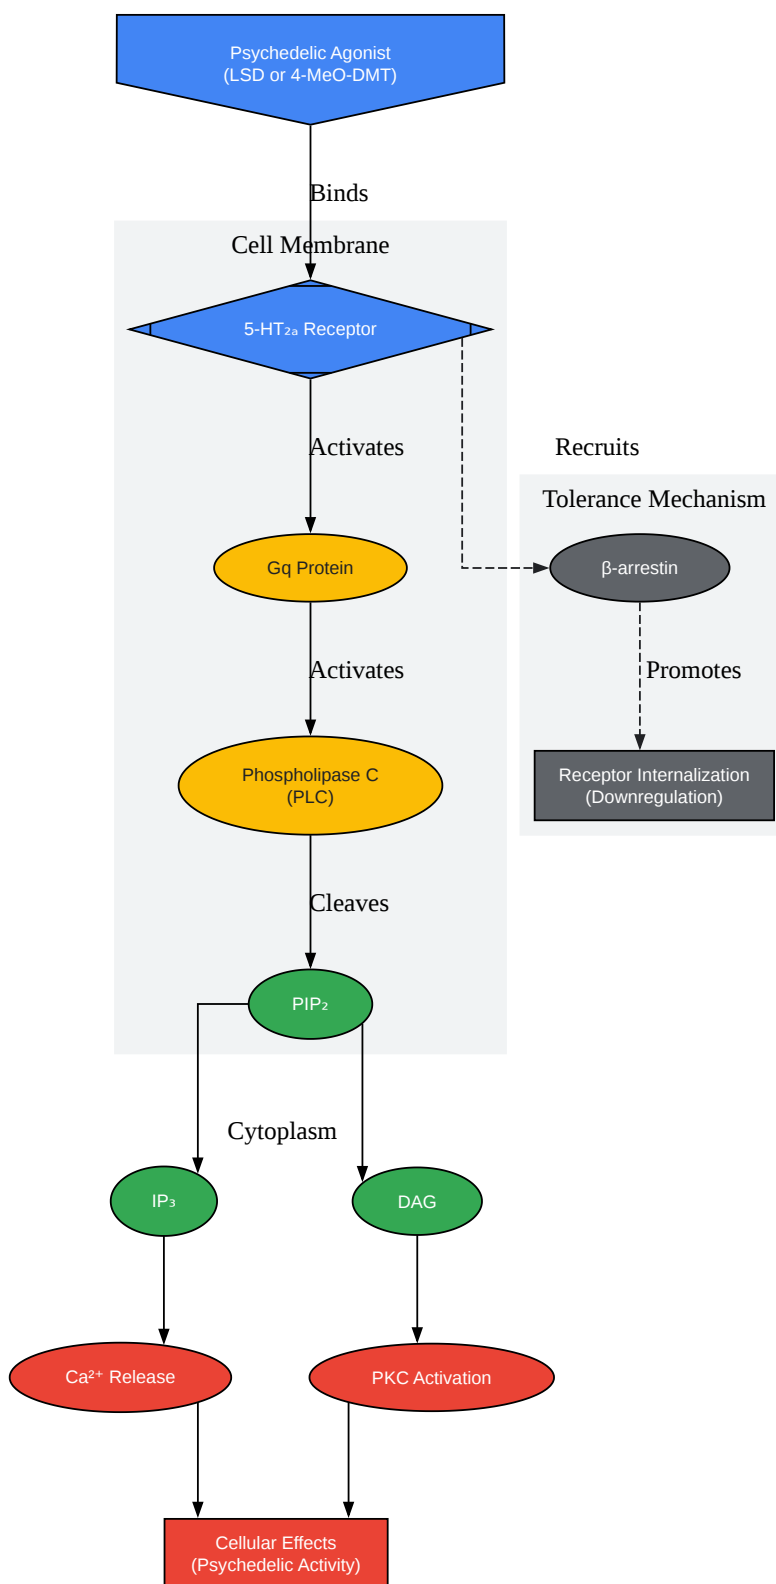 Psychedelic Agonist
(LSD or 4-MeO-DMT)
Binds
Cell Membrane
5-HT₂ₐ Receptor
Activates
Recruits
Tolerance Mechanism
Gq Protein
β-arrestin
Activates
Promotes
Phospholipase C
(PLC)
Receptor Internalization
(Downregulation)
Cleaves
PIP₂
Cytoplasm
IP₃
DAG
Ca²⁺ Release
PKC Activation
Cellular Effects
(Psychedelic Activity)